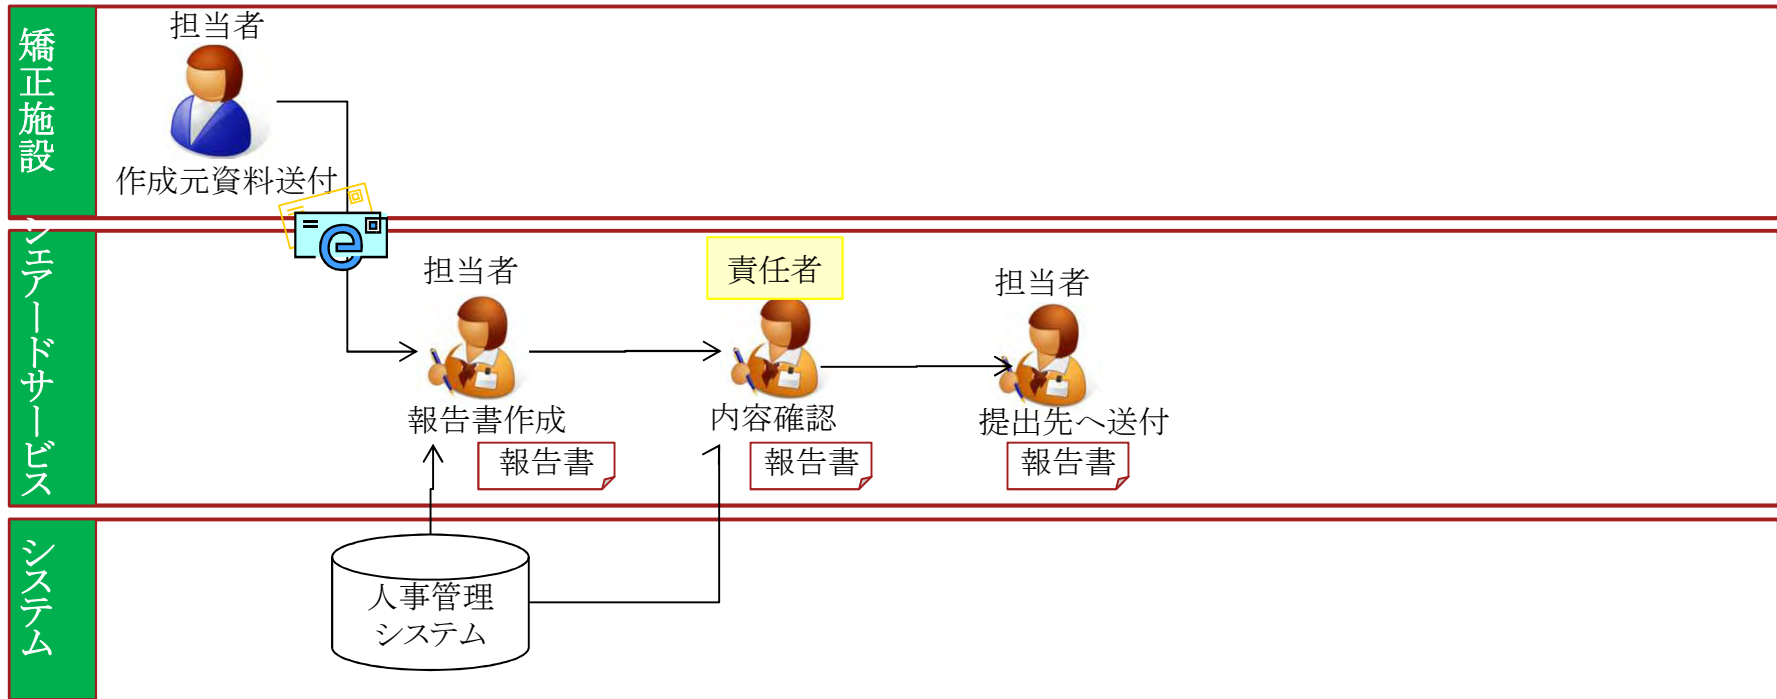 矯正施設
担当者
作成元資料送付
シェアードサービス
担当者
報告書作成
報告書
責任者
内容確認
報告書
担当者
提出先へ送付
報告書
システム
人事管理
システム